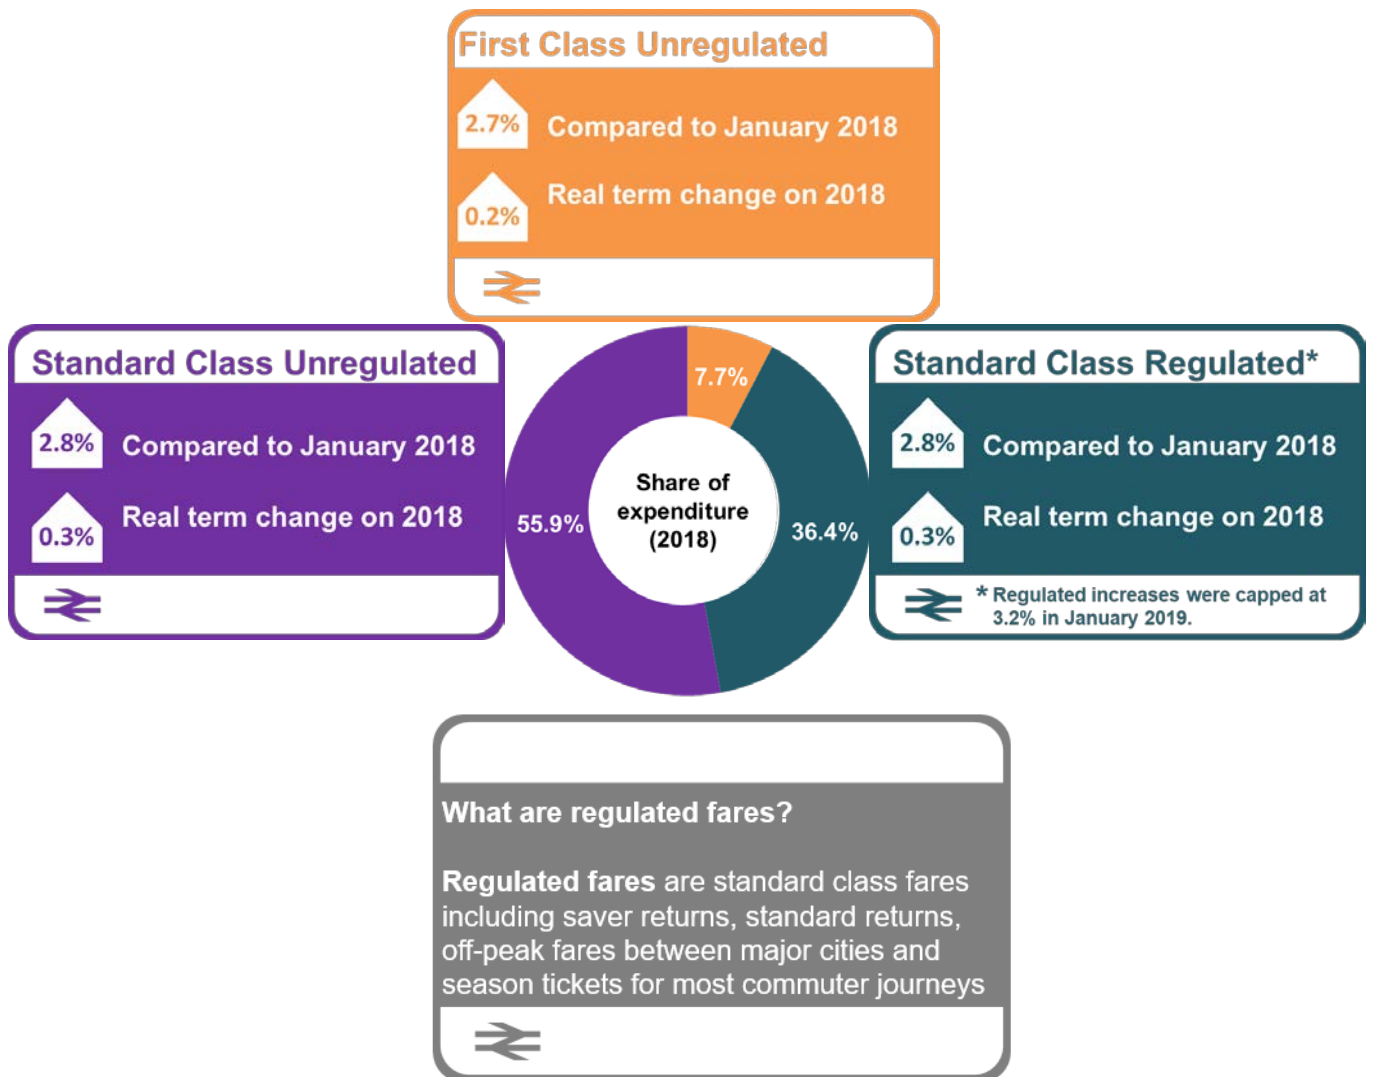 First Class Unregulated
2.7%
Compared to January 2018
0.2%
Real term change on 2018
Standard Class Unregulated
2.8%
Compared to January 2018
0.3%
Real term change on 2018
7.7%
55.9%
36.4%
Share of
expenditure
(2018)
Standard Class Regulated*
2.8%
Compared to January 2018
0.3%
Real term change on 2018
* Regulated increases were capped at
3.2% in January 2019.
What are regulated fares?
Regulated fares are standard class fares
including saver returns, standard returns,
off-peak fares between major cities and
season tickets for most commuter journeys